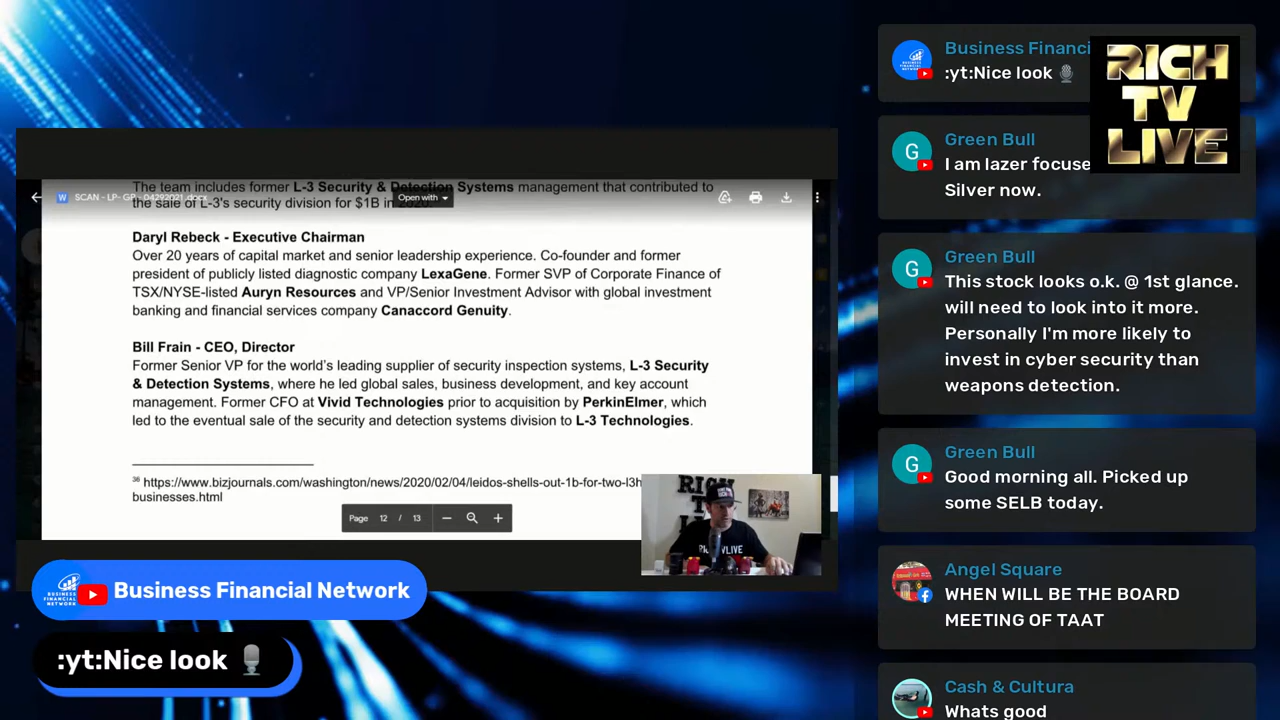 The team includes former L-3 Security & Detection Systems management that contributed to
the sale of L-3's security division for $1B in 2020.
SCAN - LP- GP - 04292021 .docx
Open with
Daryl Rebeck - Executive Chairman
Over 20 years of capital market and senior leadership experience. Co-founder and former
president of publicly listed diagnostic company LexaGene. Former SVP of Corporate Finance of
TSX/NYSE-listed Auryn Resources and VP/Senior Investment Advisor with global investment
banking and financial services company Canaccord Genuity.
Bill Frain - CEO, Director
Former Senior VP for the world's leading supplier of security inspection systems, L-3 Security
& Detection Systems, where he led global sales, business development, and key account
management. Former CFO at Vivid Technologies prior to acquisition by PerkinElmer, which
led to the eventual sale of the security and detection systems division to L-3 Technologies.
36 https://www.bizjournals.com/washington/news/2020/02/04/leidos-shells-out-1b-for-two-l3h
businesses.html
Page 12 / 13
BUSINESS
FINANCIAL
NETWORK
Business Financial Network
:yt:Nice look
Business Financi
:yt:Nice look
RICH
TV
LIVE
G
Green Bull
I am lazer focuse
Silver now.
G
Green Bull
This stock looks o.k. @ 1st glance.
will need to look into it more.
Personally I'm more likely to
invest in cyber security than
weapons detection.
G
Green Bull
Good morning all. Picked up
some SELB today.
Angel Square
WHEN WILL BE THE BOARD
MEETING OF TAAT
Cash & Cultura
Whats good